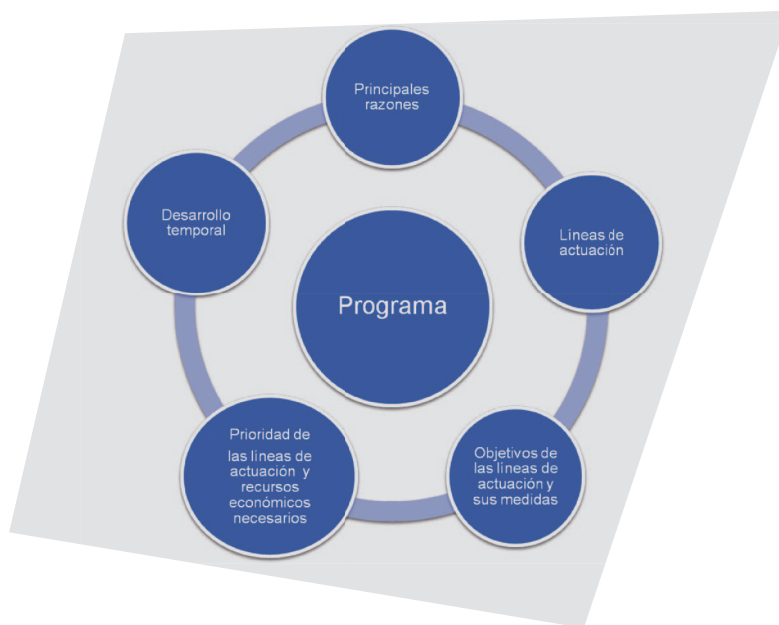 Principales
razones
Líneas de
actuación
Objetivos de
las líneas de
actuación y
sus medidas
Prioridad de
las líneas de
actuación y
recursos
económicos
necesarios
Desarrollo
temporal
Programa